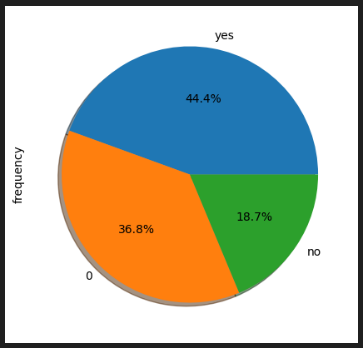 yes
44.4%
frequency
36.8%
18.7%
no
0